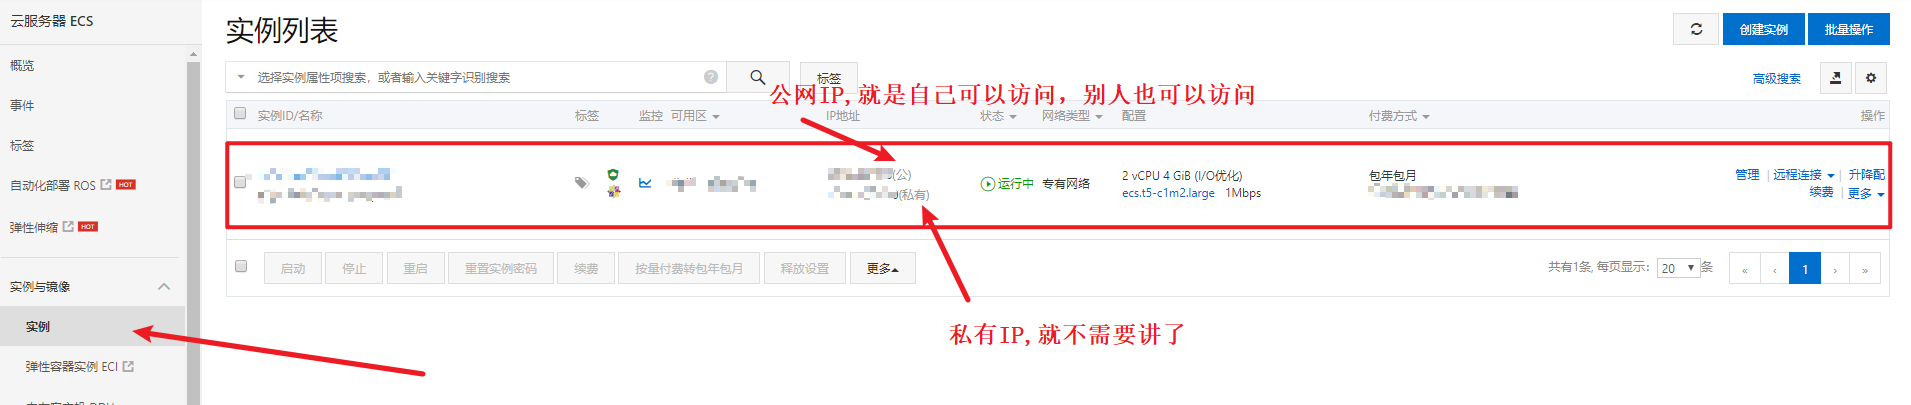 云服务器 ECS
概览
事件
标签
自动化部署 ROS HOT
弹性伸缩 HOT
实例与镜像
实例
弹性容器实例 ECI
实例列表
创建实例 批量操作
选择实例属性项搜索，或者输入关键字识别搜索 ?
标签
高级搜索
公网IP,就是自己可以访问，别人也可以访问
实例ID/名称 标签 监控 可用区 IP地址 状态 网络类型 配置 付费方式 操作
(公)
(私有)
运行中 专有网络
2 vCPU 4 GiB (I/O优化)
ecs.t5-c1m2.large 1Mbps
包年包月
管理 | 远程连接 | 升降配
续费 | 更多
启动 停止 重启 重置实例密码 续费 按量付费转包年包月 释放设置 更多
共有1条, 每页显示: 20 条 « ‹ 1 › »
私有IP,就不需要讲了